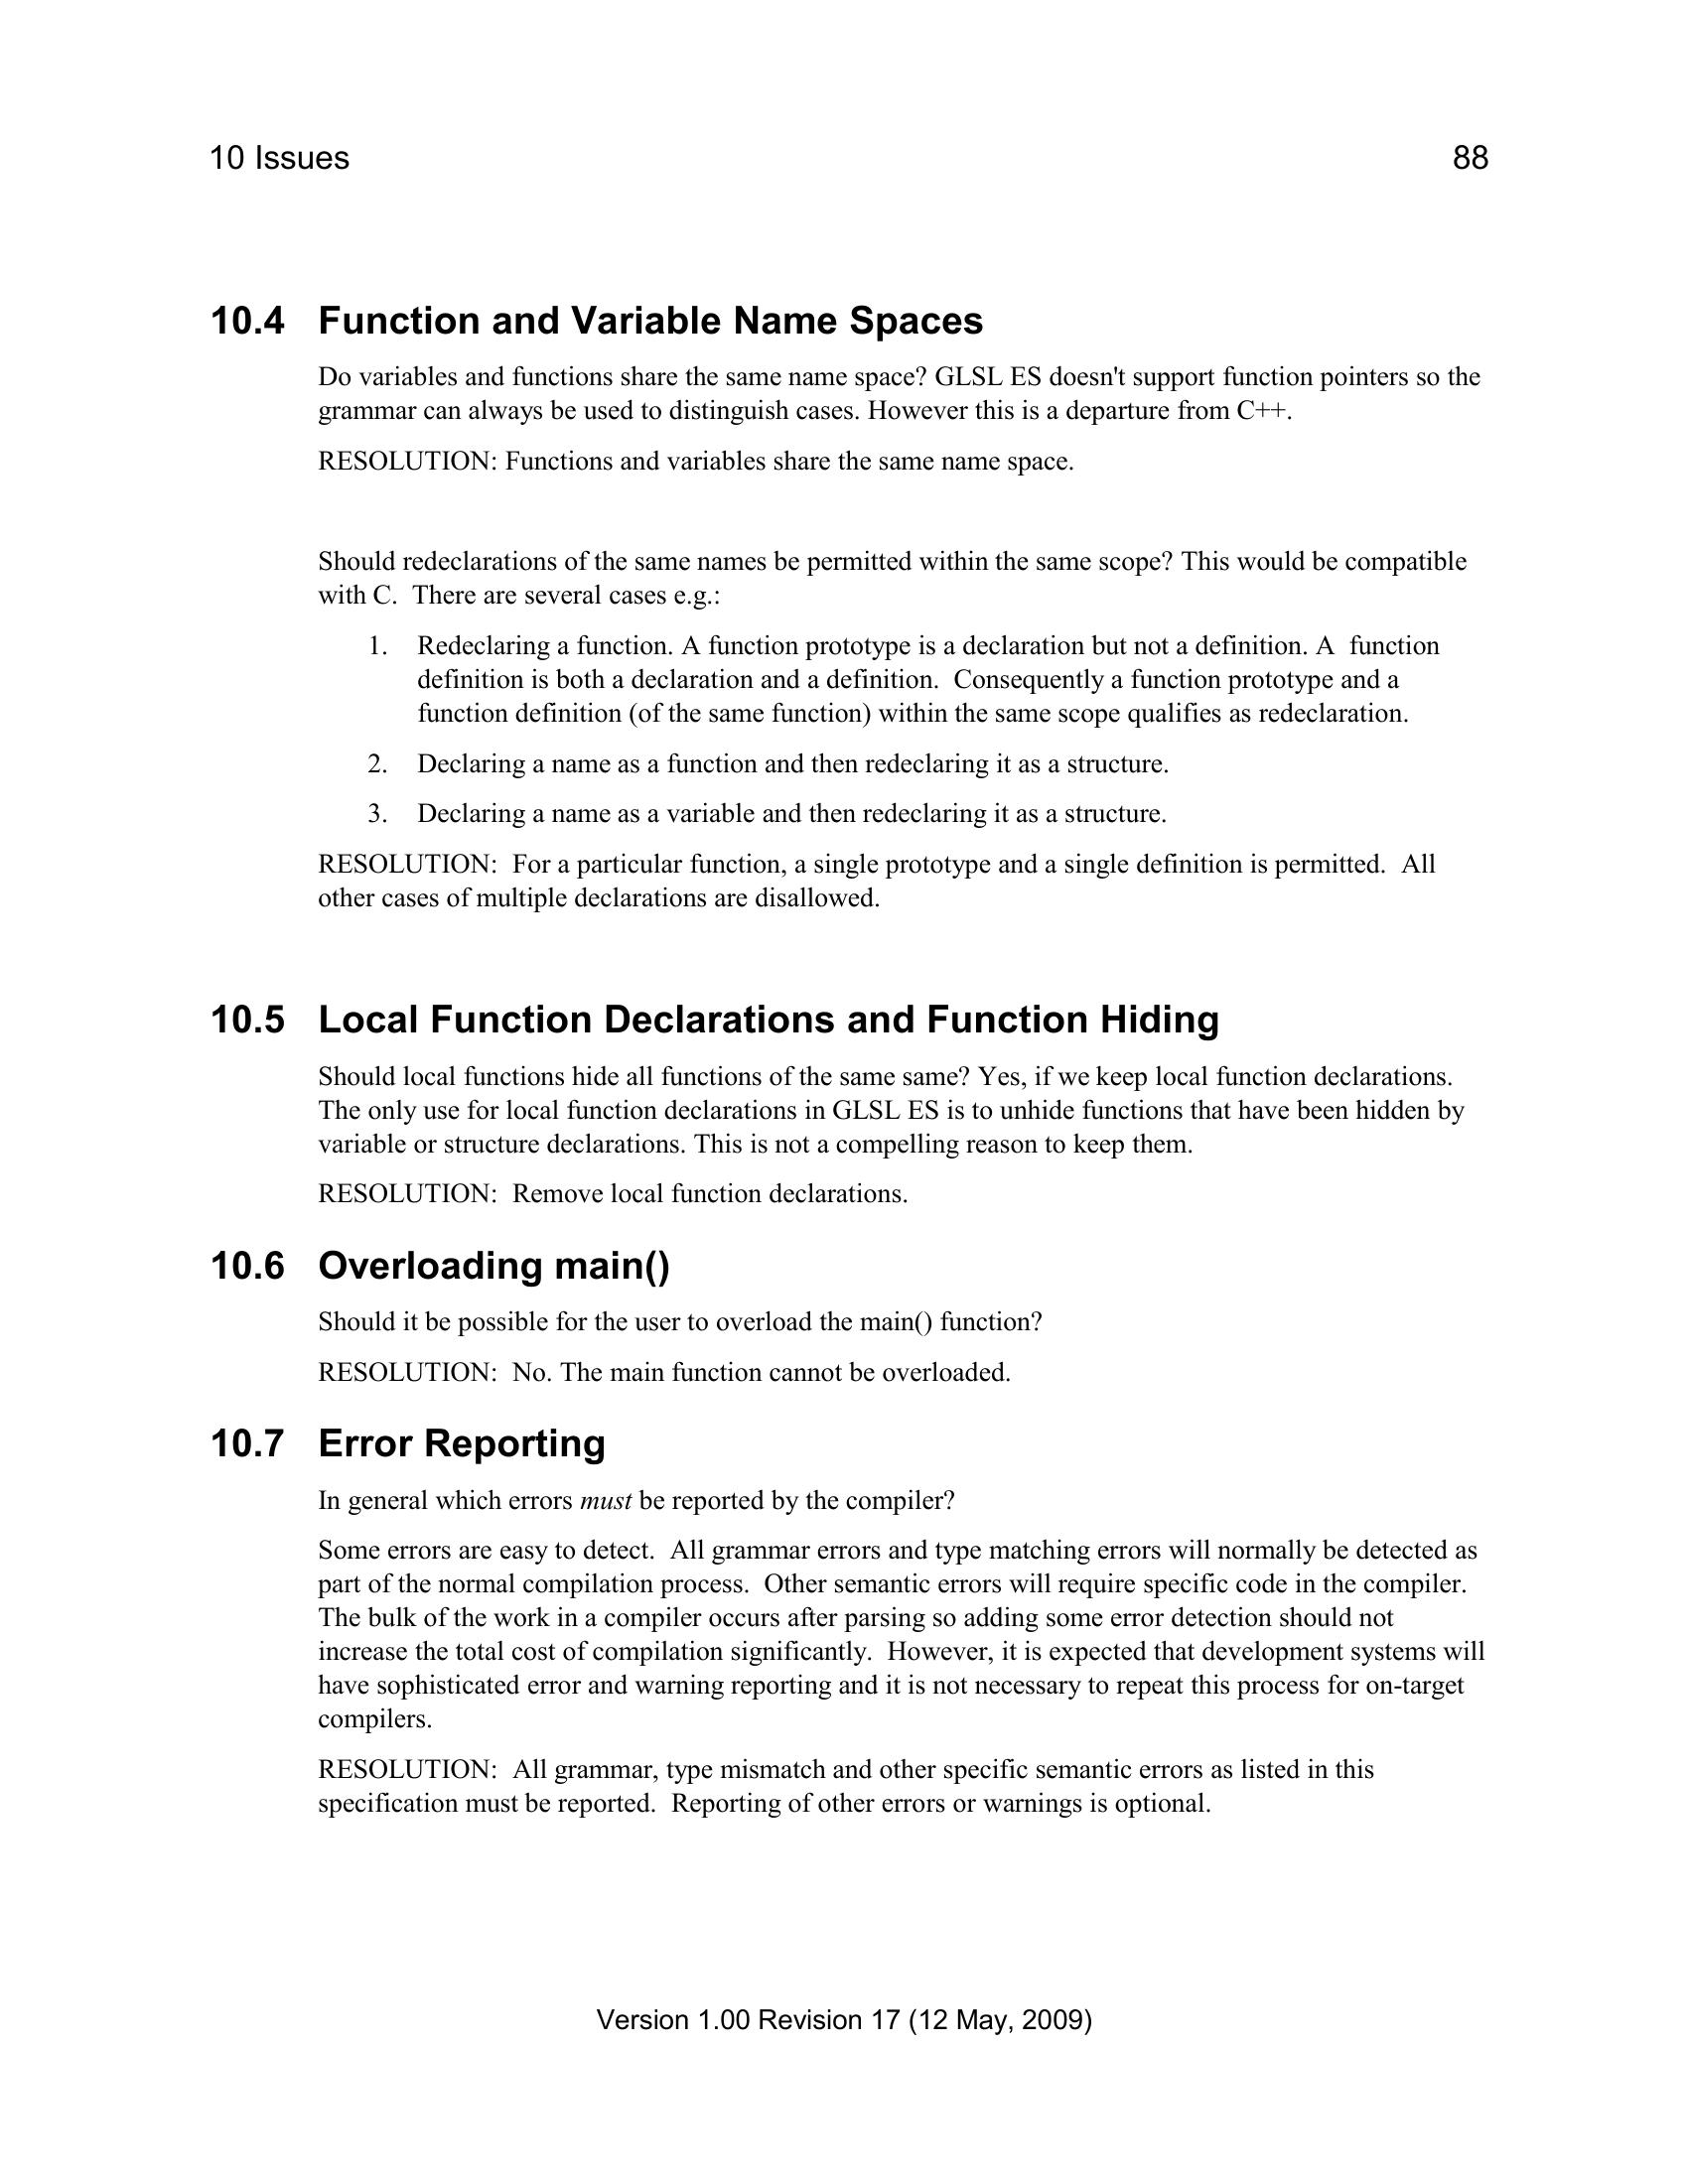 10 Issues 88
10.4 Function and Variable Name Spaces
Do variables and functions share the same name space? GLSL ES doesn't support function pointers so the
grammar can always be used to distinguish cases. However this is a departure from C++.
RESOLUTION: Functions and variables share the same name space.
Should redeclarations of the same names be permitted within the same scope? This would be compatible
with C.  There are several cases e.g.:
1. Redeclaring a function. A function prototype is a declaration but not a definition. A  function
definition is both a declaration and a definition.  Consequently a function prototype and a
function definition (of the same function) within the same scope qualifies as redeclaration.
2. Declaring a name as a function and then redeclaring it as a structure.
3. Declaring a name as a variable and then redeclaring it as a structure.
RESOLUTION:  For a particular function, a single prototype and a single definition is permitted.  All
other cases of multiple declarations are disallowed.
10.5 Local Function Declarations and Function Hiding
Should local functions hide all functions of the same same? Yes, if we keep local function declarations.
The only use for local function declarations in GLSL ES is to unhide functions that have been hidden by
variable or structure declarations. This is not a compelling reason to keep them.
RESOLUTION:  Remove local function declarations.
10.6 Overloading main()
Should it be possible for the user to overload the main() function?
RESOLUTION:  No. The main function cannot be overloaded.
10.7 Error Reporting
In general which errors must be reported by the compiler?
Some errors are easy to detect.  All grammar errors and type matching errors will normally be detected as
part of the normal compilation process.  Other semantic errors will require specific code in the compiler.
The bulk of the work in a compiler occurs after parsing so adding some error detection should not
increase the total cost of compilation significantly.  However, it is expected that development systems will
have sophisticated error and warning reporting and it is not necessary to repeat this process for on-target
compilers.
RESOLUTION:  All grammar, type mismatch and other specific semantic errors as listed in this
specification must be reported.  Reporting of other errors or warnings is optional.
Version 1.00 Revision 17 (12 May, 2009)